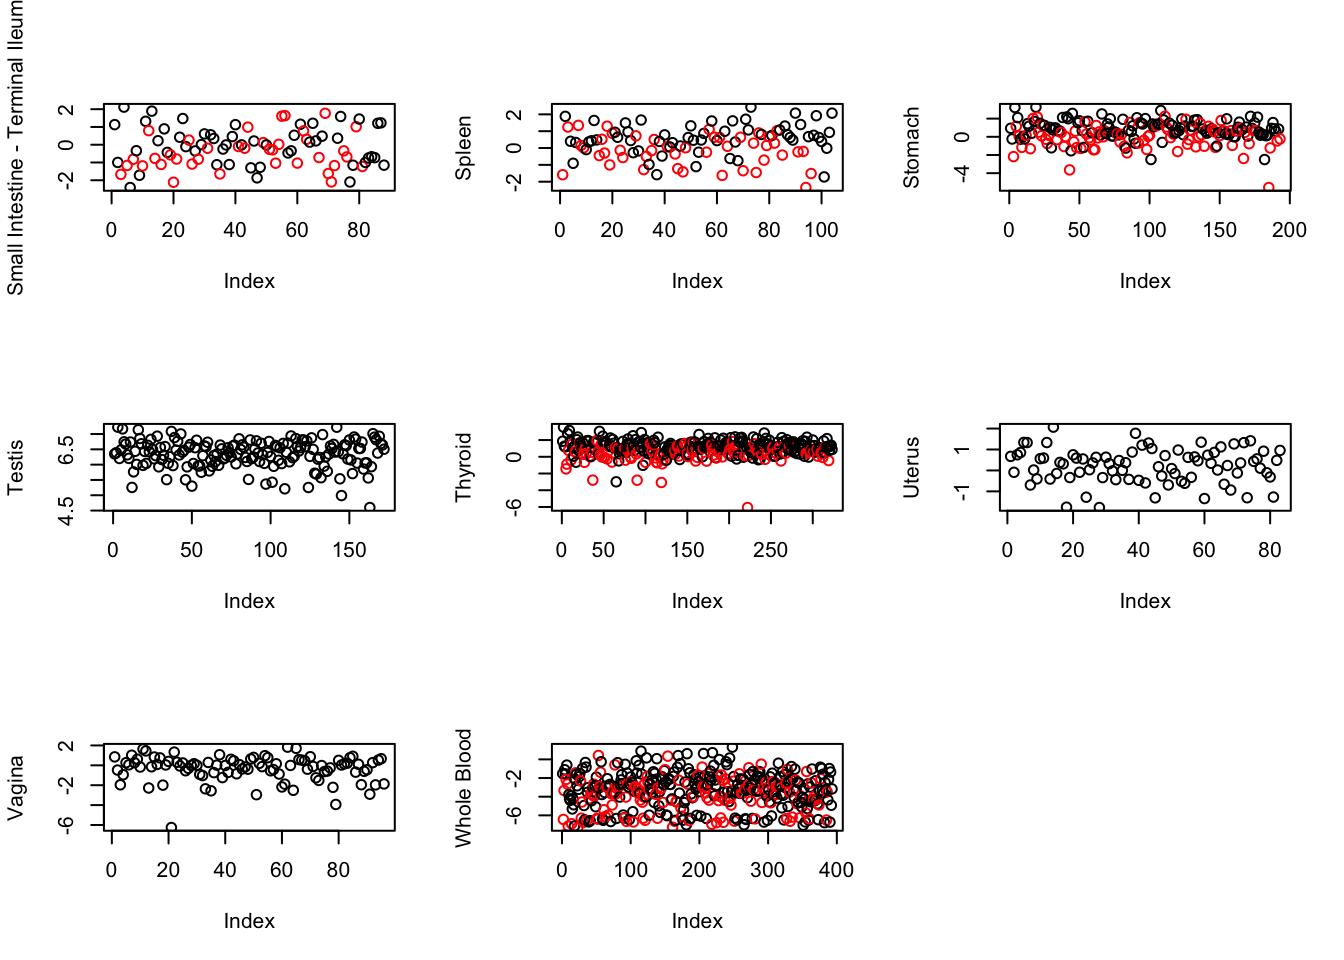 Small Intestine - Terminal Ileum
2
0
-2
0 20 40 60 80
Index
Spleen
2
0
-2
0 20 40 60 80 100
Index
Stomach
0
-4
0 50 100 150 200
Index
Testis
6.5
4.5
0 50 100 150
Index
Thyroid
0
-6
0 50 150 250
Index
Uterus
1
-1
0 20 40 60 80
Index
Vagina
2
-2
-6
0 20 40 60 80
Index
Whole Blood
-2
-6
0 100 200 300 400
Index